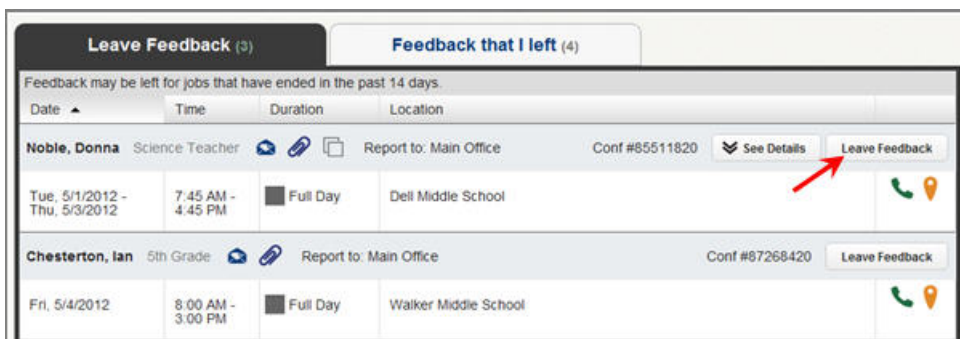 Leave Feedback (3) Feedback that I left (4)
Feedback may be left for jobs that have ended in the past 14 days.
Date Time Duration Location
Noble, Donna Science Teacher Report to: Main Office Conf #85511820 See Details Leave Feedback
Tue, 5/1/2012 - 7:45 AM - Full Day Dell Middle School
Thu, 5/3/2012 4:45 PM
Chesterton, Ian 5th Grade Report to: Main Office Conf #87268420 Leave Feedback
Fri, 5/4/2012 8:00 AM - Full Day Walker Middle School
3:00 PM